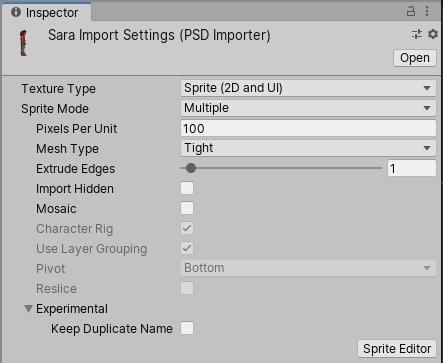 Inspector
Sara Import Settings (PSD Importer)
Open
Texture Type Sprite (2D and UI)
Sprite Mode Multiple
Pixels Per Unit 100
Mesh Type Tight
Extrude Edges 1
Import Hidden
Mosaic
Character Rig
Use Layer Grouping
Pivot Bottom
Reslice
Experimental
Keep Duplicate Name
Sprite Editor